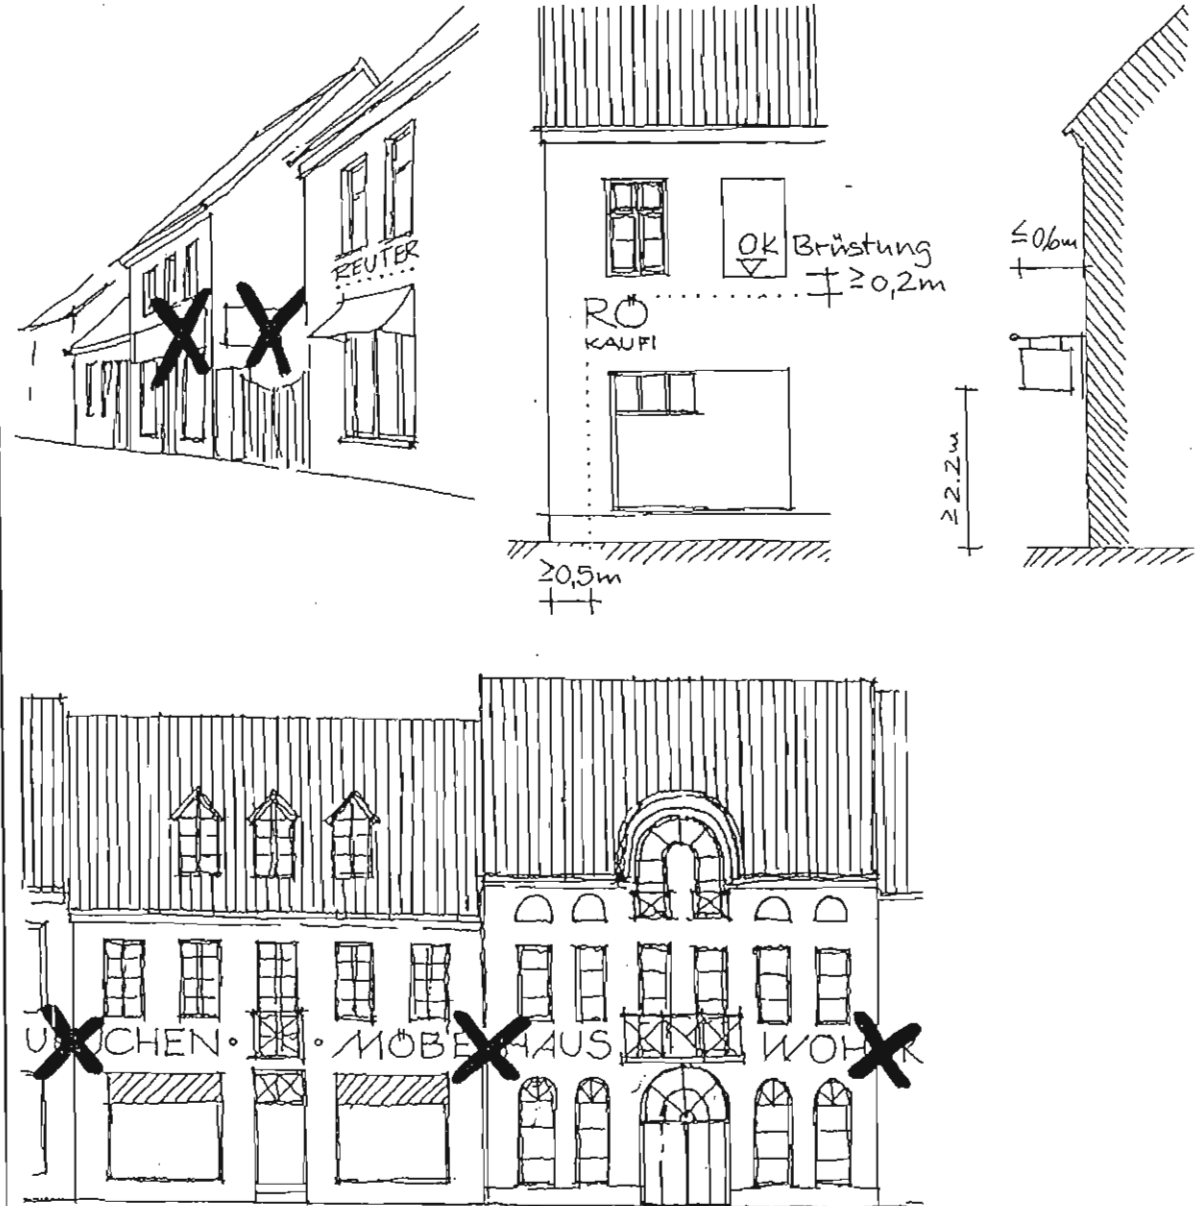 REUTER
OK Brüstung
≥0,2m
RÖ
KAUFI
≥0,5m
≤0,6m
≥2.2m
CHEN · · MÖBE HAUS WOH